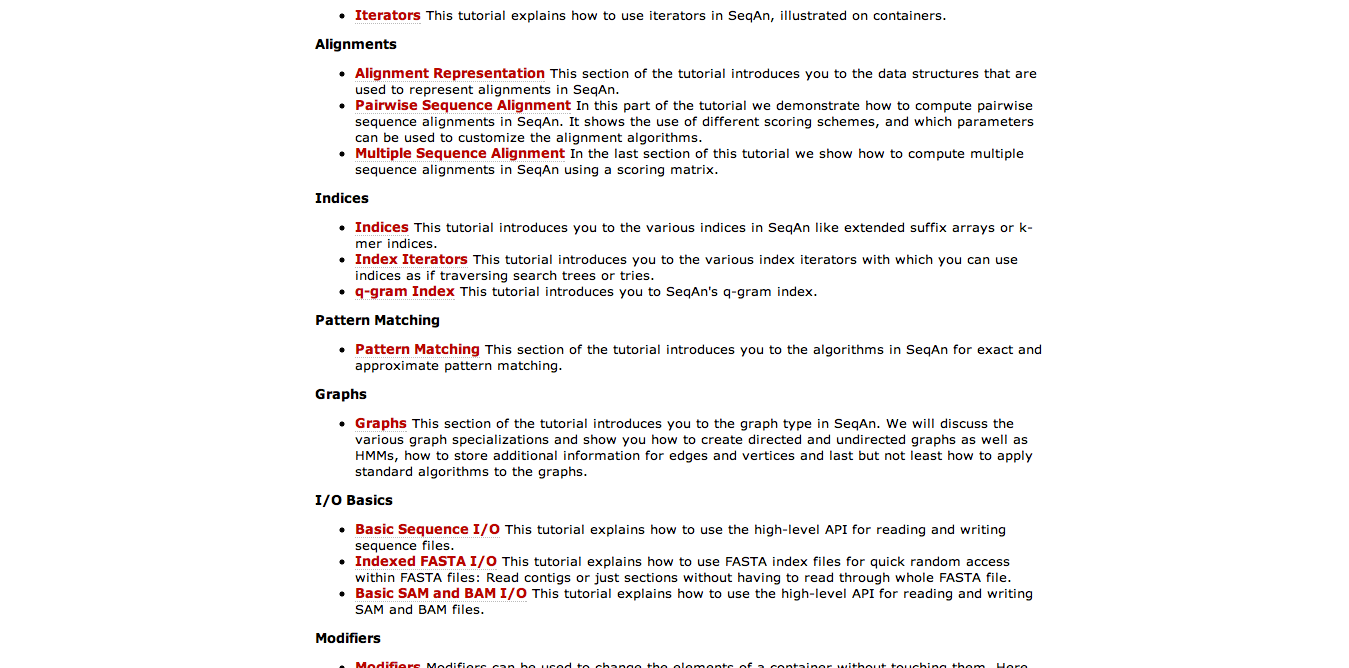 • Iterators This tutorial explains how to use iterators in SeqAn, illustrated on containers.
Alignments
• Alignment Representation This section of the tutorial introduces you to the data structures that are
used to represent alignments in SeqAn.
• Pairwise Sequence Alignment In this part of the tutorial we demonstrate how to compute pairwise
sequence alignments in SeqAn. It shows the use of different scoring schemes, and which parameters
can be used to customize the alignment algorithms.
• Multiple Sequence Alignment In the last section of this tutorial we show how to compute multiple
sequence alignments in SeqAn using a scoring matrix.
Indices
• Indices This tutorial introduces you to the various indices in SeqAn like extended suffix arrays or k-
mer indices.
• Index Iterators This tutorial introduces you to the various index iterators with which you can use
indices as if traversing search trees or tries.
• q-gram Index This tutorial introduces you to SeqAn's q-gram index.
Pattern Matching
• Pattern Matching This section of the tutorial introduces you to the algorithms in SeqAn for exact and
approximate pattern matching.
Graphs
• Graphs This section of the tutorial introduces you to the graph type in SeqAn. We will discuss the
various graph specializations and show you how to create directed and undirected graphs as well as
HMMs, how to store additional information for edges and vertices and last but not least how to apply
standard algorithms to the graphs.
I/O Basics
• Basic Sequence I/O This tutorial explains how to use the high-level API for reading and writing
sequence files.
• Indexed FASTA I/O This tutorial explains how to use FASTA index files for quick random access
within FASTA files: Read contigs or just sections without having to read through whole FASTA file.
• Basic SAM and BAM I/O This tutorial explains how to use the high-level API for reading and writing
SAM and BAM files.
Modifiers
• Modifiers Modifiers can be used to change the elements of a container without touching them. Here